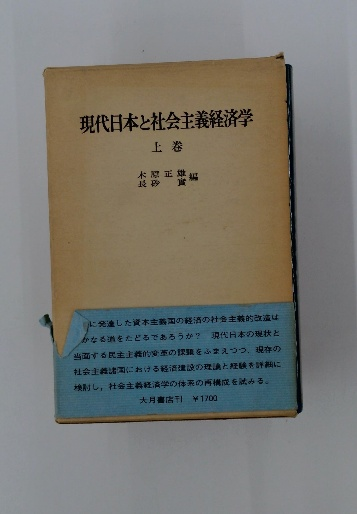 現代日本と社会主義経済学
上巻
木原正雄
長砂實 編
に発達した資本主義国の経済の社会主義的改造は
かなる道をたどるであろうか? 現代日本の現状と
当面する民主主義的変革の課題をふまえつつ、現存の
社会主義諸国における経済建設の理論と経験を詳細に
検討し、社会主義経済学の体系の再構成を試みる。
大月書店刊 ¥1700